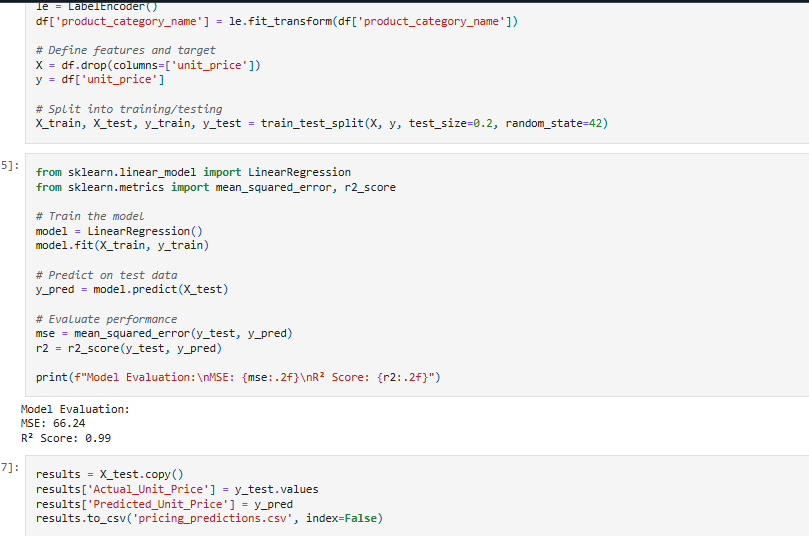 le = LabelEncoder()
df['product_category_name'] = le.fit_transform(df['product_category_name'])
# Define features and target
X = df.drop(columns=['unit_price'])
y = df['unit_price']
# Split into training/testing
X_train, X_test, y_train, y_test = train_test_split(X, y, test_size=0.2, random_state=42)
5]:
from sklearn.linear_model import LinearRegression
from sklearn.metrics import mean_squared_error, r2_score
# Train the model
model = LinearRegression()
model.fit(X_train, y_train)
# Predict on test data
y_pred = model.predict(X_test)
# Evaluate performance
mse = mean_squared_error(y_test, y_pred)
r2 = r2_score(y_test, y_pred)
print(f"Model Evaluation:\nMSE: {mse:.2f}\nR² Score: {r2:.2f}")
Model Evaluation:
MSE: 66.24
R² Score: 0.99
7]:
results = X_test.copy()
results['Actual_Unit_Price'] = y_test.values
results['Predicted_Unit_Price'] = y_pred
results.to_csv('pricing_predictions.csv', index=False)